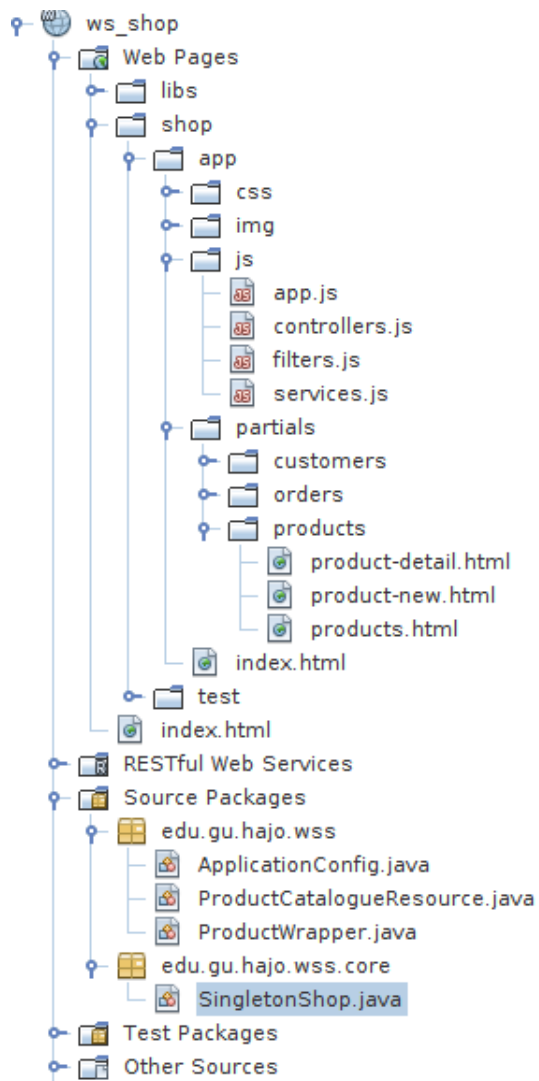 ws_shop
Web Pages
libs
shop
app
css
img
js
app.js
controllers.js
filters.js
services.js
partials
customers
orders
products
product-detail.html
product-new.html
products.html
index.html
test
index.html
RESTful Web Services
Source Packages
edu.gu.hajo.wss
ApplicationConfig.java
ProductCatalogueResource.java
ProductWrapper.java
edu.gu.hajo.wss.core
SingletonShop.java
Test Packages
Other Sources